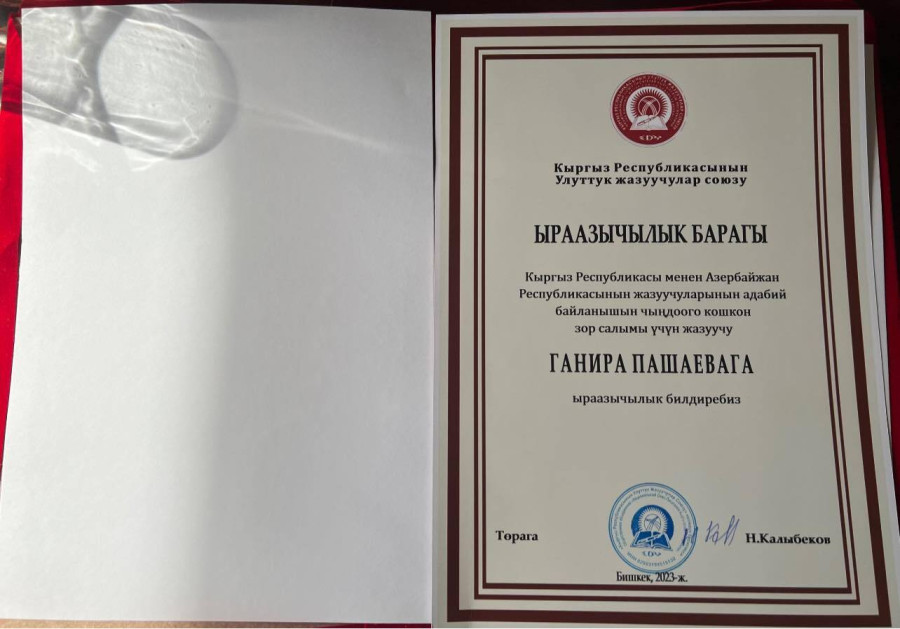 Кыргыз Республикасынын
Улуттук жазуучулар союзу
ЫРААЗЫЧЫЛЫК БАРАГЫ
Кыргыз Республикасы менен Азербайжан
Республикасынын жазуучуларынын адабий
байланышын чыңдоого кошкон
зор салымы үчүн жазуучу
ГАНИРА ПАШАЕВАГА
ыраазычылык билдиребиз
Төрага
Н.Калыбеков
Бишкек, 2023-ж.